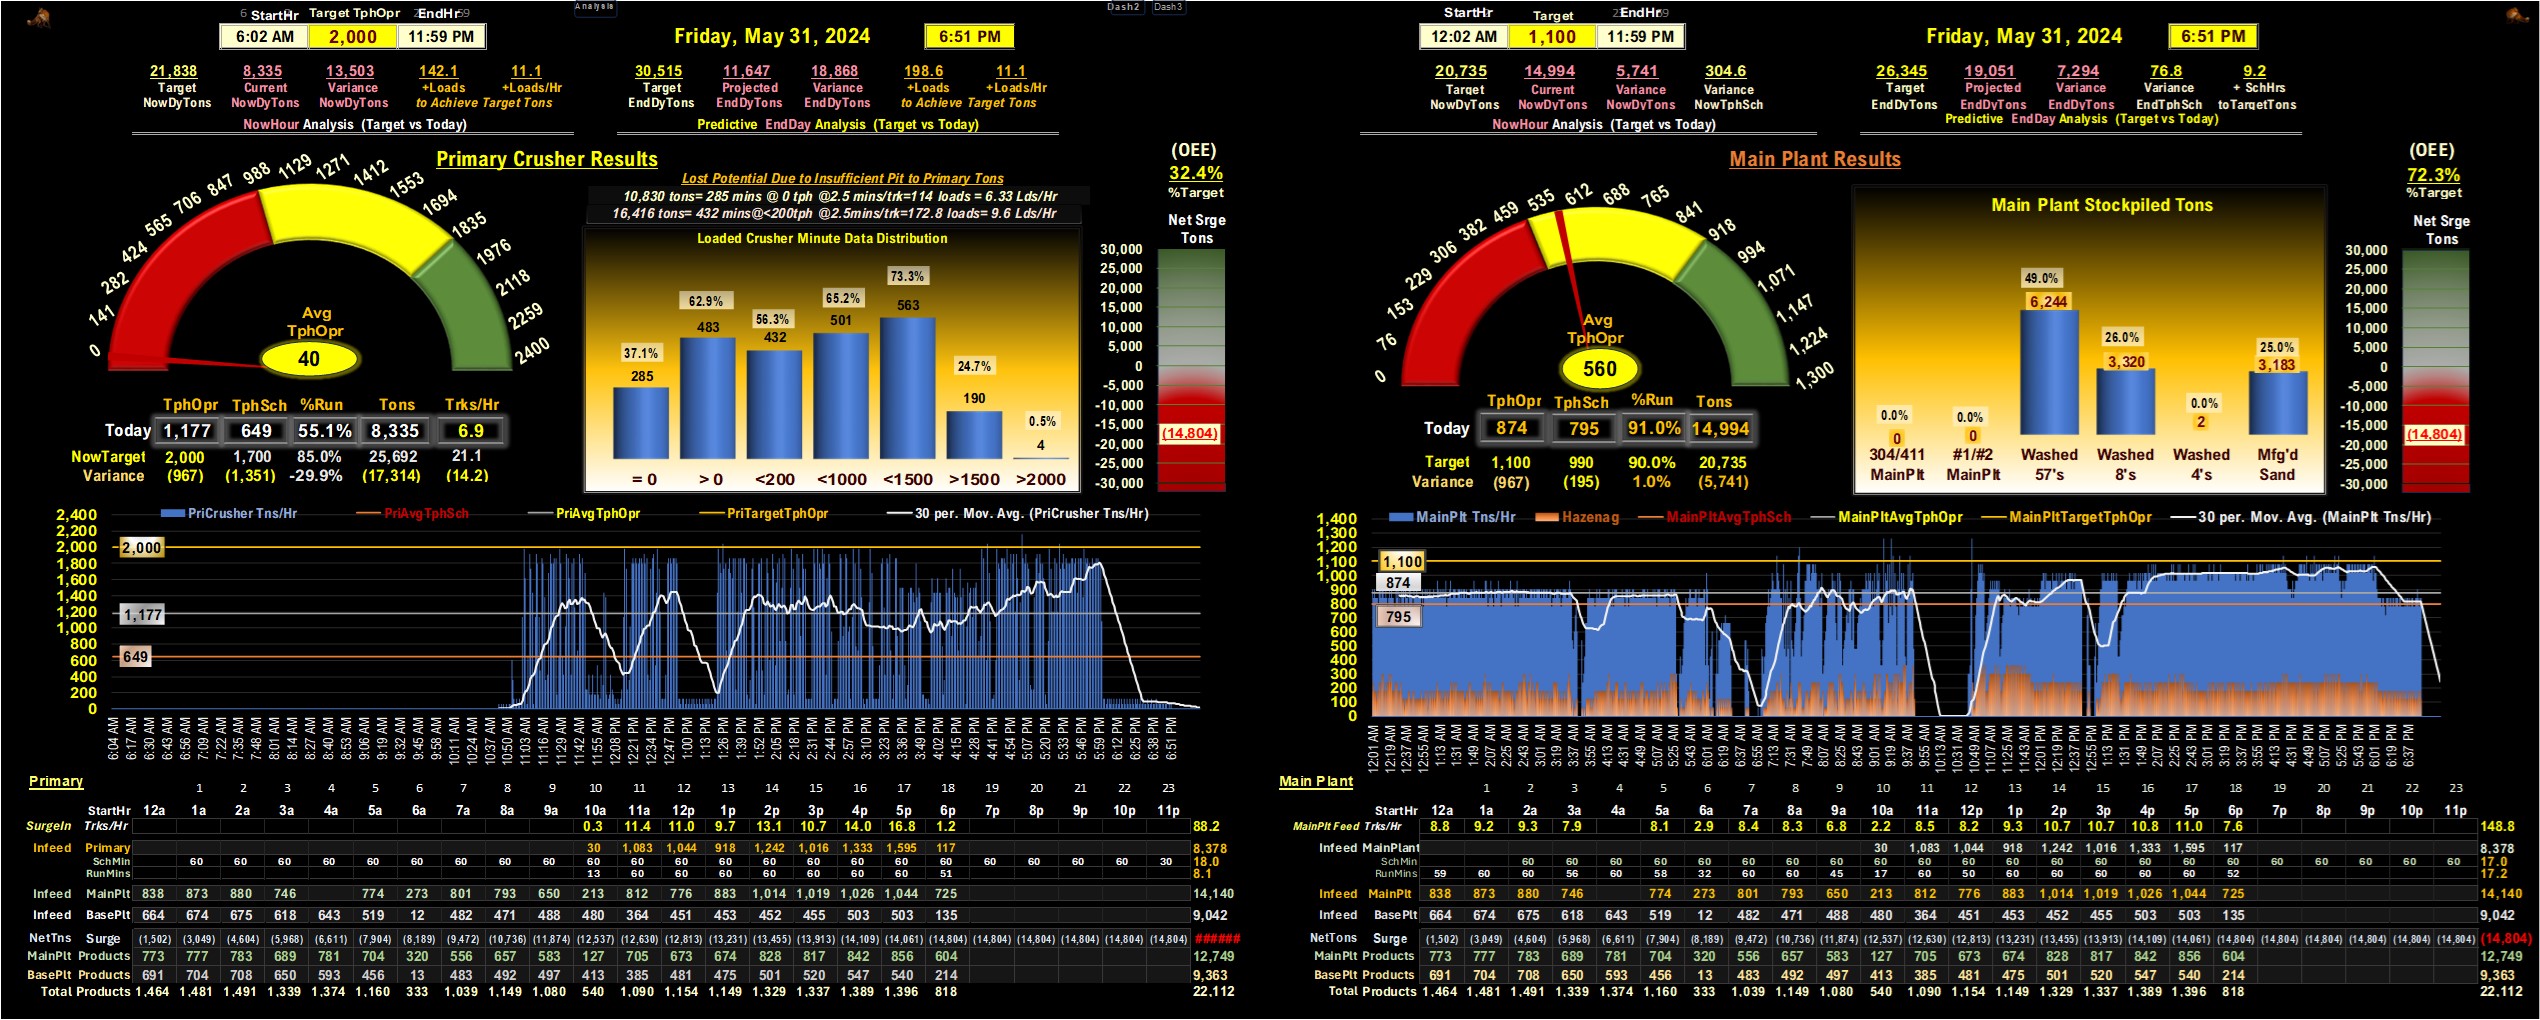 StartHr Target TphOpr EndHr
6:02 AM 2,000 11:59 PM
Analysis
Dash2 Dash3
Friday, May 31, 2024 6:51 PM
21,838 8,335 13,503 142.1 11.1
Target Current Variance +Loads +Loads/Hr
NowDyTons NowDyTons NowDyTons to Achieve Target Tons
NowHour Analysis (Target vs Today)
30,515 11,647 18,868 198.6 11.1
Target Projected Variance +Loads +Loads/Hr
EndDyTons EndDyTons EndDyTons to Achieve Target Tons
Predictive EndDay Analysis (Target vs Today)
Primary Crusher Results
0 141 282 424 565 706 847 988 1129 1271 1412 1553 1694 1835 1976 2118 2259 2400
Avg
TphOpr
40
TphOpr TphSch %Run Tons Trks/Hr
Today 1,177 649 55.1% 8,335 6.9
NowTarget 2,000 1,700 85.0% 25,692 21.1
Variance (967) (1,351) -29.9% (17,314) (14.2)
Lost Potential Due to Insufficient Pit to Primary Tons
10,830 tons= 285 mins @ 0 tph @2.5 mins/trk=114 loads = 6.33 Lds/Hr
16,416 tons= 432 mins@<200tph @2.5mins/trk=172.8 loads= 9.6 Lds/Hr
Loaded Crusher Minute Data Distribution
37.1% 62.9% 56.3% 65.2% 73.3% 24.7% 0.5%
285 483 432 501 563 190 4
= 0 > 0 <200 <1000 <1500 >1500 >2000
(OEE)
32.4%
%Target
Net Srge
Tons
30,000
25,000
20,000
15,000
10,000
5,000
0
-5,000
-10,000
-15,000
-20,000
-25,000
-30,000
(14,804)
PriCrusher Tns/Hr PriAvgTphSch PriAvgTphOpr PriTargetTphOpr 30 per. Mov. Avg. (PriCrusher Tns/Hr)
2,400
2,200
2,000
1,800
1,600
1,400
1,200
1,000
800
600
400
200
0
2,000
1,177
649
6:04 AM 6:17 AM 6:30 AM 6:43 AM 6:56 AM 7:09 AM 7:22 AM 7:35 AM 7:48 AM 8:01 AM 8:14 AM 8:27 AM 8:40 AM 8:53 AM 9:06 AM 9:19 AM 9:32 AM 9:45 AM 9:58 AM 10:11 AM 10:24 AM 10:37 AM 10:50 AM 11:03 AM 11:16 AM 11:29 AM 11:42 AM 11:55 AM 12:08 PM 12:21 PM 12:34 PM 12:47 PM 1:00 PM 1:13 PM 1:26 PM 1:39 PM 1:52 PM 2:05 PM 2:18 PM 2:31 PM 2:44 PM 2:57 PM 3:10 PM 3:23 PM 3:36 PM 3:49 PM 4:02 PM 4:15 PM 4:28 PM 4:41 PM 4:54 PM 5:07 PM 5:20 PM 5:33 PM 5:46 PM 5:59 PM 6:12 PM 6:25 PM 6:38 PM 6:51 PM
Primary
1 2 3 4 5 6 7 8 9 10 11 12 13 14 15 16 17 18 19 20 21 22 23
StartHr 12a 1a 2a 3a 4a 5a 6a 7a 8a 9a 10a 11a 12p 1p 2p 3p 4p 5p 6p 7p 8p 9p 10p 11p
SurgeIn Trks/Hr 0.3 11.4 11.0 9.7 13.1 10.7 14.0 16.8 1.2 88.2
Infeed Primary 30 1,083 1,044 918 1,242 1,016 1,333 1,595 117 8,378
SchMin 60 60 60 60 60 60 60 60 60 60 60 60 60 60 60 60 60 60 60 60 60 60 30 18.0
RunMins 13 60 60 60 60 60 60 60 51 8.1
Infeed MainPlt 838 873 880 746 774 273 801 793 650 213 812 776 883 1,014 1,019 1,026 1,044 725 14,140
Infeed BasePlt 664 674 675 618 643 519 12 482 471 488 480 364 451 453 452 455 503 503 135 9,042
NetTns Surge (1,502) (3,049) (4,604) (5,968) (6,611) (7,904) (8,189) (9,472) (10,736) (11,874) (12,537) (12,630) (12,813) (13,231) (13,455) (13,913) (14,109) (14,061) (14,804) (14,804) (14,804) (14,804) (14,804) (14,804) ######
MainPlt Products 773 777 783 689 781 704 320 556 657 583 127 705 673 674 828 817 842 856 604 12,749
BasePlt Products 691 704 708 650 593 456 13 483 492 497 413 385 481 475 501 520 547 540 214 9,363
Total Products 1,464 1,481 1,491 1,339 1,374 1,160 333 1,039 1,149 1,080 540 1,090 1,154 1,149 1,329 1,337 1,389 1,396 818 22,112
StartHr Target EndHr
12:02 AM 1,100 11:59 PM
Friday, May 31, 2024 6:51 PM
20,735 14,994 5,741 304.6
Target Current Variance Variance
NowDyTons NowDyTons NowDyTons NowTphSch
NowHour Analysis (Target vs Today)
26,345 19,051 7,294 76.8 9.2
Target Projected Variance Variance + SchHrs
EndDyTons EndDyTons EndDyTons EndTphSch toTargetTons
Predictive EndDay Analysis (Target vs Today)
Main Plant Results
0 76 153 229 306 382 459 535 612 688 765 841 918 994 1,071 1,147 1,224 1,300
Avg
TphOpr
560
TphOpr TphSch %Run Tons
Today 874 795 91.0% 14,994
Target 1,100 990 90.0% 20,735
Variance (967) (195) 1.0% (5,741)
Main Plant Stockpiled Tons
0.0% 0.0% 49.0% 26.0% 0.0% 25.0%
0 0 6,244 3,320 2 3,183
304/411 #1/#2 Washed Washed Washed Mfg'd
MainPlt MainPlt 57's 8's 4's Sand
(OEE)
72.3%
%Target
Net Srge
Tons
30,000
25,000
20,000
15,000
10,000
5,000
0
-5,000
-10,000
-15,000
-20,000
-25,000
-30,000
(14,804)
MainPlt Tns/Hr Hazenag MainPltAvgTphSch MainPltAvgTphOpr MainPltTargetTphOpr 30 per. Mov. Avg. (MainPlt Tns/Hr)
1,400
1,300
1,200
1,100
1,000
900
800
700
600
500
400
300
200
100
0
1,100
874
795
12:01 AM 12:19 AM 12:37 AM 12:55 AM 1:13 AM 1:31 AM 1:49 AM 2:07 AM 2:25 AM 2:43 AM 3:01 AM 3:19 AM 3:37 AM 3:55 AM 4:13 AM 4:31 AM 4:49 AM 5:07 AM 5:25 AM 5:43 AM 6:01 AM 6:19 AM 6:37 AM 6:55 AM 7:13 AM 7:31 AM 7:49 AM 8:07 AM 8:25 AM 8:43 AM 9:01 AM 9:19 AM 9:37 AM 9:55 AM 10:13 AM 10:31 AM 10:49 AM 11:07 AM 11:25 AM 11:43 AM 12:01 PM 12:19 PM 12:37 PM 12:55 PM 1:13 PM 1:31 PM 1:49 PM 2:07 PM 2:25 PM 2:43 PM 3:01 PM 3:19 PM 3:37 PM 3:55 PM 4:13 PM 4:31 PM 4:49 PM 5:07 PM 5:25 PM 5:43 PM 6:01 PM 6:19 PM 6:37 PM
Main Plant
1 2 3 4 5 6 7 8 9 10 11 12 13 14 15 16 17 18 19 20 21 22 23
StartHr 12a 1a 2a 3a 4a 5a 6a 7a 8a 9a 10a 11a 12p 1p 2p 3p 4p 5p 6p 7p 8p 9p 10p 11p
MainPlt Feed Trks/Hr 8.8 9.2 9.3 7.9 8.1 2.9 8.4 8.3 6.8 2.2 8.5 8.2 9.3 10.7 10.7 10.8 11.0 7.6 148.8
Infeed MainPlant 30 1,083 1,044 918 1,242 1,016 1,333 1,595 117 8,378
SchMin 60 60 60 60 60 60 60 60 60 60 60 60 60 60 60 60 60 60 60 60 60 60 17.0
RunMins 59 60 60 56 58 32 60 60 45 17 60 50 60 60 60 60 60 52 17.2
Infeed MainPlt 838 873 880 746 774 273 801 793 650 213 812 776 883 1,014 1,019 1,026 1,044 725 14,140
Infeed BasePlt 664 674 675 618 643 519 12 482 471 488 480 364 451 453 452 455 503 503 135 9,042
NetTons Surge (1,502) (3,049) (4,604) (5,968) (6,611) (7,904) (8,189) (9,472) (10,736) (11,874) (12,537) (12,630) (12,813) (13,231) (13,455) (13,913) (14,109) (14,061) (14,804) (14,804) (14,804) (14,804) (14,804) (14,804) (14,804)
MainPlt Products 773 777 783 689 781 704 320 556 657 583 127 705 673 674 828 817 842 856 604 12,749
BasePlt Products 691 704 708 650 593 456 13 483 492 497 413 385 481 475 501 520 547 540 214 9,363
Total Products 1,464 1,481 1,491 1,339 1,374 1,160 333 1,039 1,149 1,080 540 1,090 1,154 1,149 1,329 1,337 1,389 1,396 818 22,112